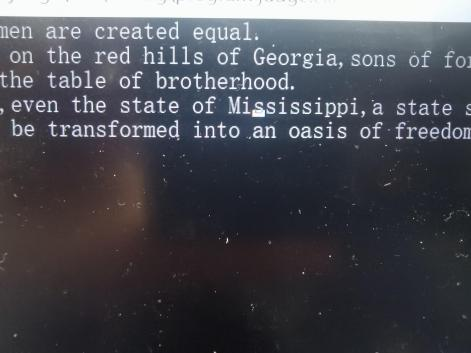 men are created equal.
on the red hills of Georgia, sons of
the table of brotherhood.
,even the state of Mississippi,a state
be transformed into an oasis of freedom